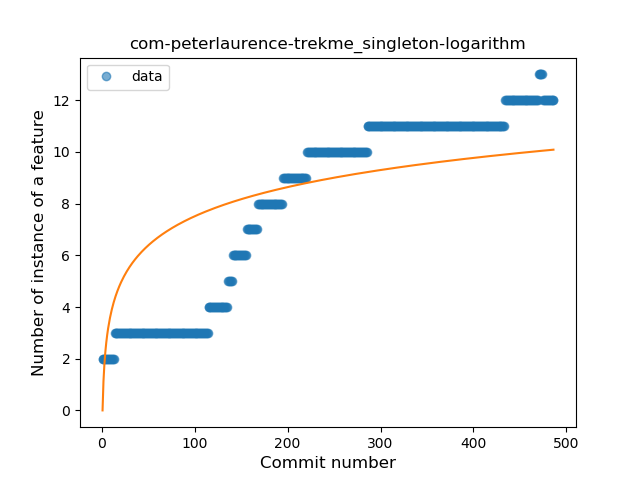 com-peterlaurence-trekme_singleton-logarithm
data
Number of instance of a feature
12
10
8
6
4
2
0
0 100 200 300 400 500
Commit number